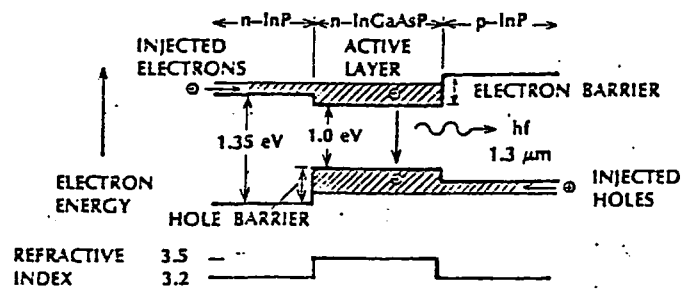 n-InP n-InGaAsP p-InP
INJECTED ELECTRONS
ACTIVE LAYER
ELECTRON BARRIER
1.35 eV
1.0 eV
hf
1.3 μm
ELECTRON ENERGY
HOLE BARRIER
INJECTED HOLES
REFRACTIVE INDEX
3.5
3.2